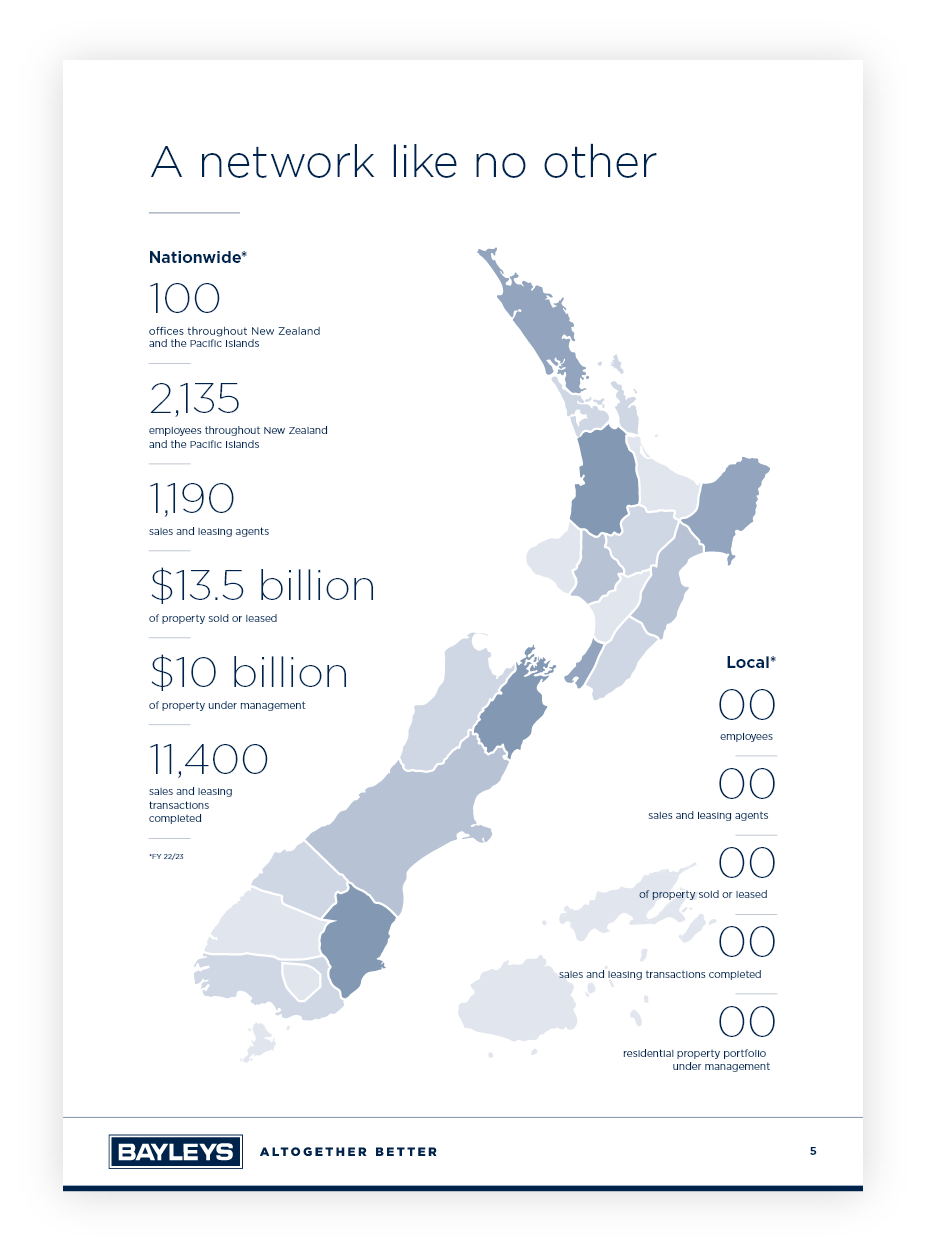 A network like no other
Nationwide*
100
offices throughout New Zealand
and the Pacific Islands
2,135
employees throughout New Zealand
and the Pacific Islands
1,190
sales and leasing agents
$13.5 billion
of property sold or leased
$10 billion
of property under management
11,400
sales and leasing
transactions
completed
*FY 22/23
Local*
00
employees
00
sales and leasing agents
00
of property sold or leased
00
sales and leasing transactions completed
00
residential property portfolio
under management
BAYLEYS
ALTOGETHER BETTER
5